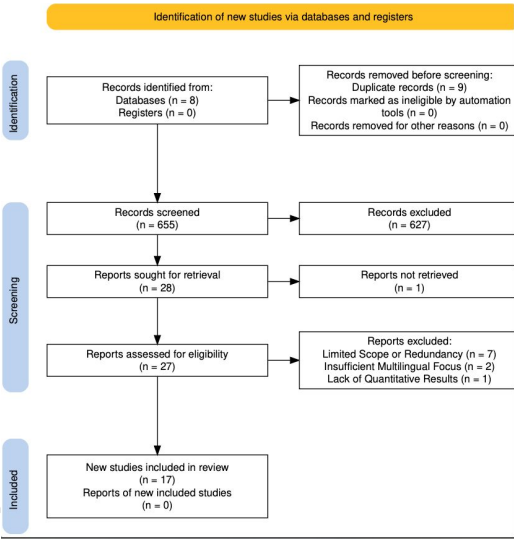 Identification of new studies via databases and registers
Identification
Records identified from:
Databases (n = 8)
Registers (n = 0)
Records removed before screening:
Duplicate records (n = 9)
Records marked as ineligible by automation
tools (n = 0)
Records removed for other reasons (n = 0)
Screening
Records screened
(n = 655)
Records excluded
(n = 627)
Reports sought for retrieval
(n = 28)
Reports not retrieved
(n = 1)
Reports assessed for eligibility
(n = 27)
Reports excluded:
Limited Scope or Redundancy (n = 7)
Insufficient Multilingual Focus (n = 2)
Lack of Quantitative Results (n = 1)
Included
New studies included in review
(n = 17)
Reports of new included studies
(n = 0)